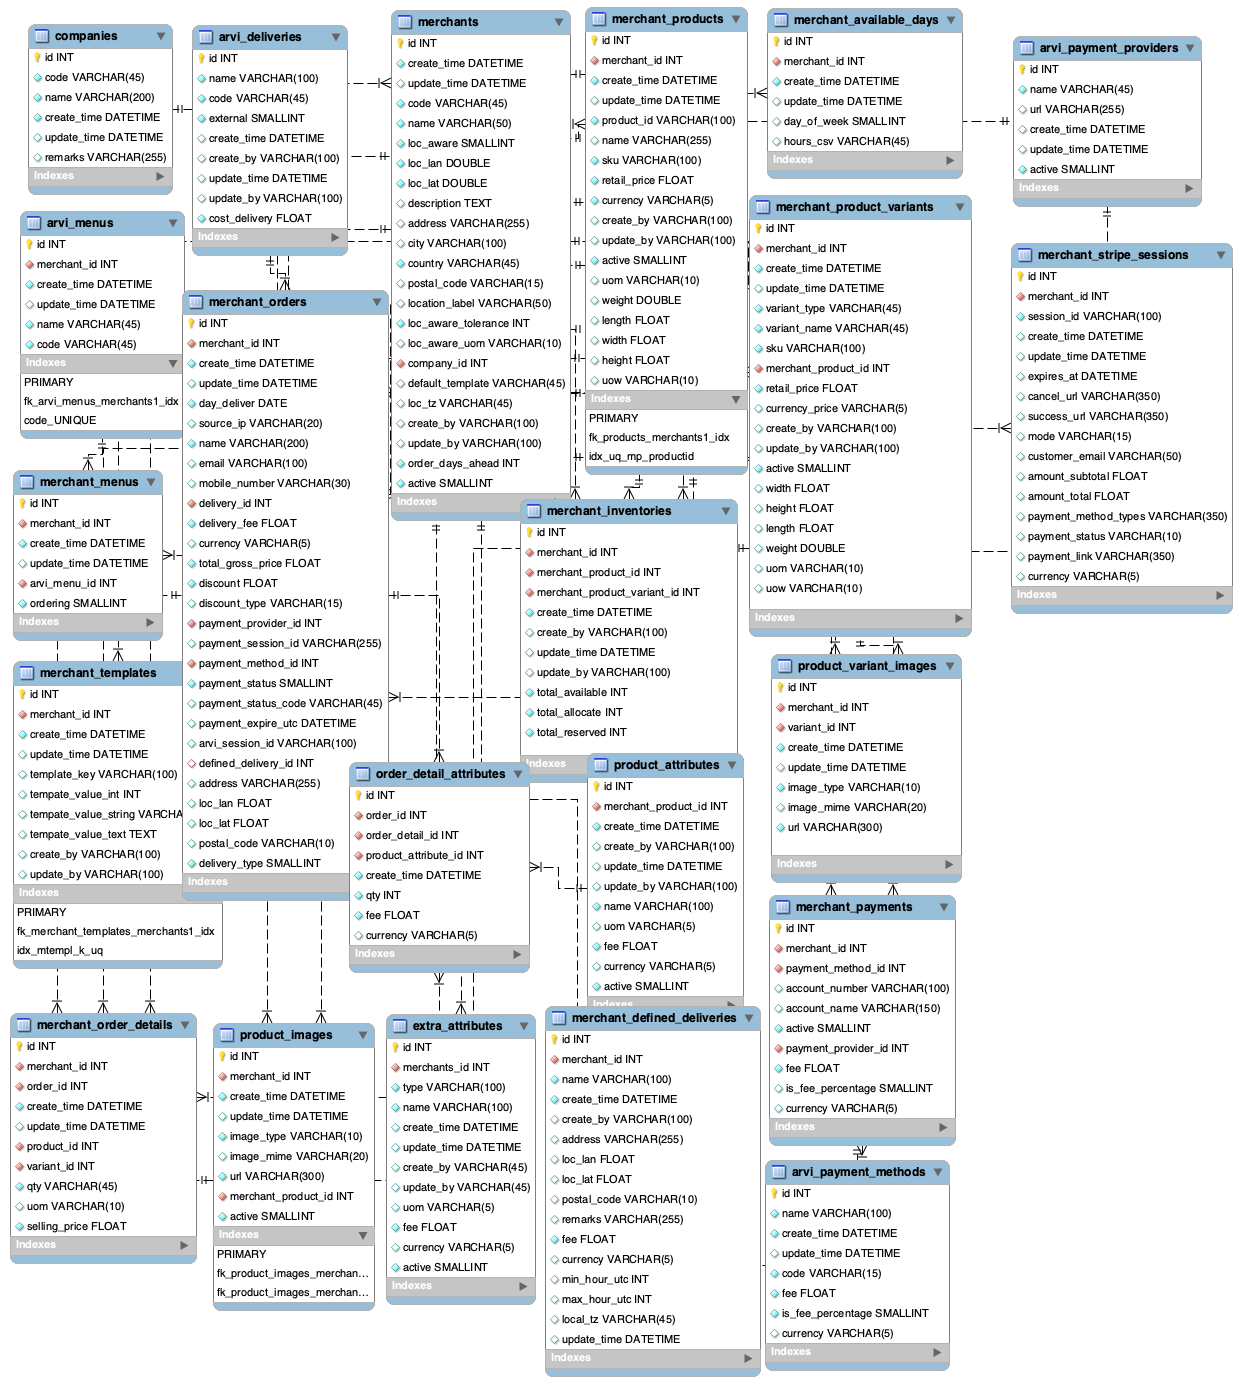 companies
id INT
code VARCHAR(45)
name VARCHAR(200)
create_time DATETIME
update_time DATETIME
remarks VARCHAR(255)
Indexes
arvi_deliveries
id INT
name VARCHAR(100)
code VARCHAR(45)
external SMALLINT
create_time DATETIME
create_by VARCHAR(100)
update_time DATETIME
update_by VARCHAR(100)
cost_delivery FLOAT
Indexes
merchants
id INT
create_time DATETIME
update_time DATETIME
code VARCHAR(45)
name VARCHAR(50)
loc_aware SMALLINT
loc_lan DOUBLE
loc_lat DOUBLE
description TEXT
address VARCHAR(255)
city VARCHAR(100)
country VARCHAR(45)
postal_code VARCHAR(15)
location_label VARCHAR(50)
loc_aware_tolerance INT
loc_aware_uom VARCHAR(10)
company_id INT
default_template VARCHAR(45)
loc_tz VARCHAR(45)
create_by VARCHAR(100)
update_by VARCHAR(100)
order_days_ahead INT
active SMALLINT
Indexes
merchant_products
id INT
merchant_id INT
create_time DATETIME
update_time DATETIME
product_id VARCHAR(100)
name VARCHAR(255)
sku VARCHAR(100)
retail_price FLOAT
currency VARCHAR(5)
create_by VARCHAR(100)
update_by VARCHAR(100)
active SMALLINT
uom VARCHAR(10)
weight DOUBLE
length FLOAT
width FLOAT
height FLOAT
uow VARCHAR(10)
Indexes
PRIMARY
fk_products_merchants1_idx
idx_uq_mp_productid
merchant_available_days
id INT
merchant_id INT
create_time DATETIME
update_time DATETIME
day_of_week SMALLINT
hours_csv VARCHAR(45)
Indexes
arvi_payment_providers
id INT
name VARCHAR(45)
url VARCHAR(255)
create_time DATETIME
update_time DATETIME
active SMALLINT
Indexes
arvi_menus
id INT
merchant_id INT
create_time DATETIME
update_time DATETIME
name VARCHAR(45)
code VARCHAR(45)
Indexes
PRIMARY
fk_arvi_menus_merchants1_idx
code_UNIQUE
merchant_orders
id INT
merchant_id INT
create_time DATETIME
update_time DATETIME
day_deliver DATE
source_ip VARCHAR(20)
name VARCHAR(200)
email VARCHAR(100)
mobile_number VARCHAR(30)
delivery_id INT
delivery_fee FLOAT
currency VARCHAR(5)
total_gross_price FLOAT
discount FLOAT
discount_type VARCHAR(15)
payment_provider_id INT
payment_session_id VARCHAR(255)
payment_method_id INT
payment_status SMALLINT
payment_status_code VARCHAR(45)
payment_expire_utc DATETIME
arvi_session_id VARCHAR(100)
defined_delivery_id INT
address VARCHAR(255)
loc_lan FLOAT
loc_lat FLOAT
postal_code VARCHAR(10)
delivery_type SMALLINT
Indexes
merchant_product_variants
id INT
merchant_id INT
create_time DATETIME
update_time DATETIME
variant_type VARCHAR(45)
variant_name VARCHAR(45)
sku VARCHAR(100)
merchant_product_id INT
retail_price FLOAT
currency_price VARCHAR(5)
create_by VARCHAR(100)
update_by VARCHAR(100)
active SMALLINT
width FLOAT
height FLOAT
length FLOAT
weight DOUBLE
uom VARCHAR(10)
uow VARCHAR(10)
Indexes
merchant_stripe_sessions
id INT
merchant_id INT
session_id VARCHAR(100)
create_time DATETIME
update_time DATETIME
expires_at DATETIME
cancel_url VARCHAR(350)
success_url VARCHAR(350)
mode VARCHAR(15)
customer_email VARCHAR(50)
amount_subtotal FLOAT
amount_total FLOAT
payment_method_types VARCHAR(350)
payment_status VARCHAR(10)
payment_link VARCHAR(350)
currency VARCHAR(5)
Indexes
merchant_menus
id INT
merchant_id INT
create_time DATETIME
update_time DATETIME
arvi_menu_id INT
ordering SMALLINT
Indexes
merchant_inventories
id INT
merchant_id INT
merchant_product_id INT
merchant_product_variant_id INT
create_time DATETIME
create_by VARCHAR(100)
update_time DATETIME
update_by VARCHAR(100)
total_available INT
total_allocate INT
total_reserved INT
Indexes
merchant_templates
id INT
merchant_id INT
create_time DATETIME
update_time DATETIME
template_key VARCHAR(100)
tempate_value_int INT
tempate_value_string VARCHA
tempate_value_text TEXT
create_by VARCHAR(100)
update_by VARCHAR(100)
Indexes
PRIMARY
fk_merchant_templates_merchants1_idx
idx_mtempl_k_uq
product_variant_images
id INT
merchant_id INT
variant_id INT
create_time DATETIME
update_time DATETIME
image_type VARCHAR(10)
image_mime VARCHAR(20)
url VARCHAR(300)
Indexes
order_detail_attributes
id INT
order_id INT
order_detail_id INT
product_attribute_id INT
create_time DATETIME
qty INT
fee FLOAT
currency VARCHAR(5)
Indexes
product_attributes
id INT
merchant_product_id INT
create_time DATETIME
create_by VARCHAR(100)
update_time DATETIME
update_by VARCHAR(100)
name VARCHAR(100)
uom VARCHAR(5)
fee FLOAT
currency VARCHAR(5)
active SMALLINT
Indexes
merchant_payments
id INT
merchant_id INT
payment_method_id INT
account_number VARCHAR(100)
account_name VARCHAR(150)
active SMALLINT
payment_provider_id INT
fee FLOAT
is_fee_percentage SMALLINT
currency VARCHAR(5)
Indexes
merchant_order_details
id INT
merchant_id INT
order_id INT
create_time DATETIME
update_time DATETIME
product_id INT
variant_id INT
qty VARCHAR(45)
uom VARCHAR(10)
selling_price FLOAT
Indexes
product_images
id INT
merchant_id INT
create_time DATETIME
update_time DATETIME
image_type VARCHAR(10)
image_mime VARCHAR(20)
url VARCHAR(300)
merchant_product_id INT
active SMALLINT
Indexes
PRIMARY
fk_product_images_merchan...
fk_product_images_merchan...
extra_attributes
id INT
merchants_id INT
type VARCHAR(100)
name VARCHAR(100)
create_time DATETIME
update_time DATETIME
create_by VARCHAR(45)
update_by VARCHAR(45)
uom VARCHAR(5)
fee FLOAT
currency VARCHAR(5)
active SMALLINT
Indexes
merchant_defined_deliveries
id INT
merchant_id INT
name VARCHAR(100)
create_time DATETIME
create_by VARCHAR(100)
address VARCHAR(255)
loc_lan FLOAT
loc_lat FLOAT
postal_code VARCHAR(10)
remarks VARCHAR(255)
fee FLOAT
currency VARCHAR(5)
min_hour_utc INT
max_hour_utc INT
local_tz VARCHAR(45)
update_time DATETIME
Indexes
arvi_payment_methods
id INT
name VARCHAR(100)
create_time DATETIME
update_time DATETIME
code VARCHAR(15)
fee FLOAT
is_fee_percentage SMALLINT
currency VARCHAR(5)
Indexes